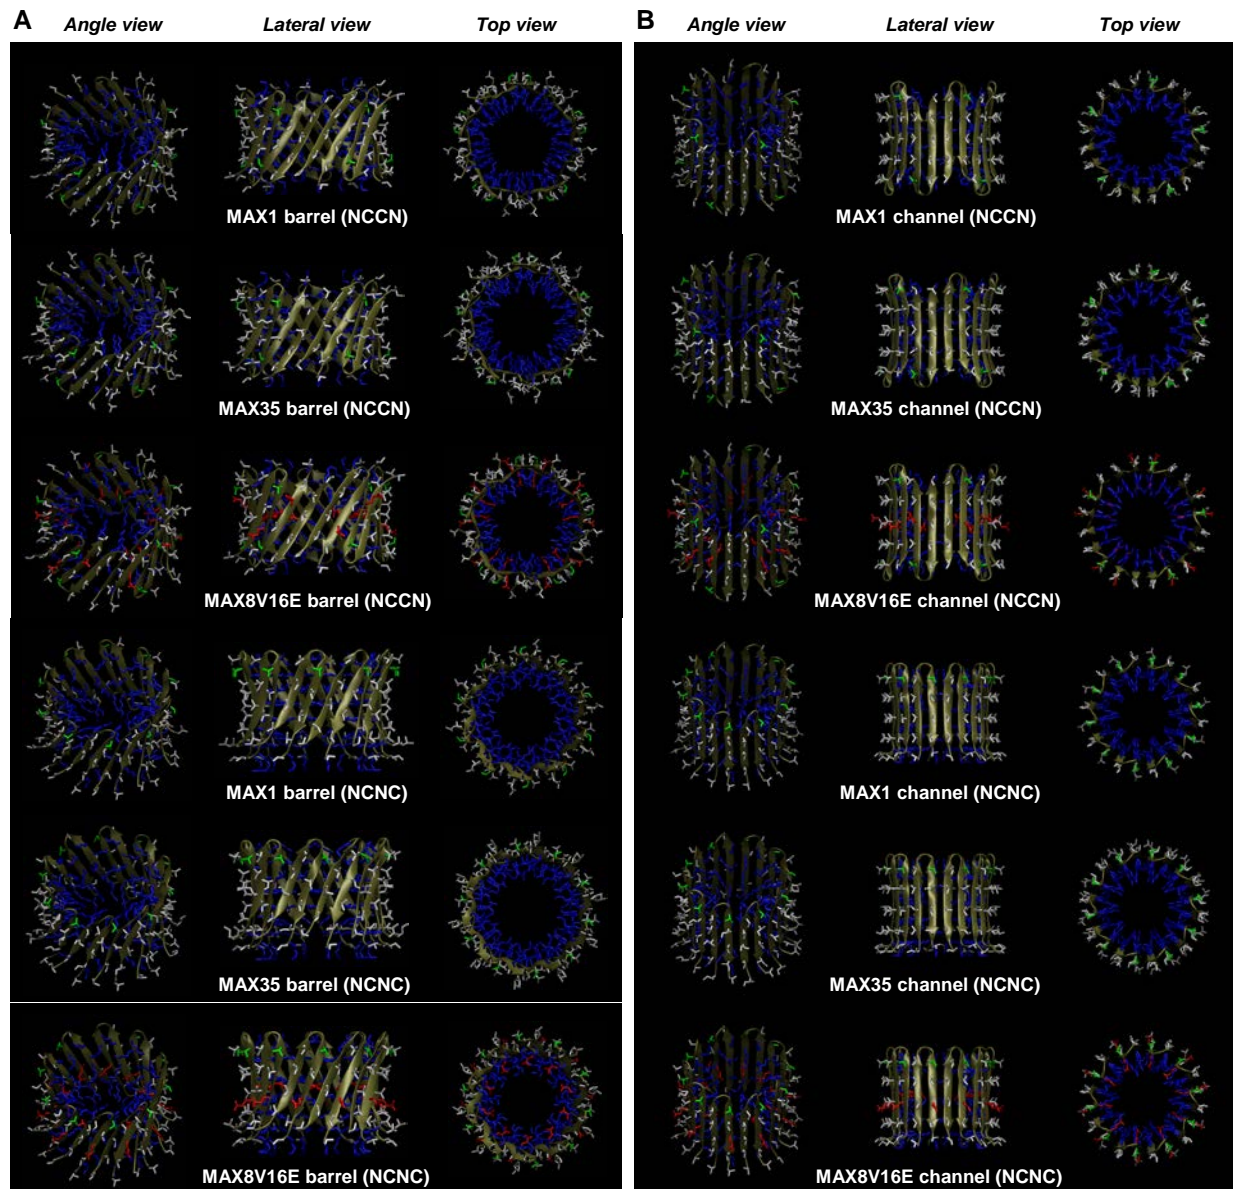 A
Angle view
Lateral view
Top view
B
Angle view
Lateral view
Top view
MAX1 barrel (NCCN)
MAX1 channel (NCCN)
MAX35 barrel (NCCN)
MAX35 channel (NCCN)
MAX8V16E barrel (NCCN)
MAX8V16E channel (NCCN)
MAX1 barrel (NCNC)
MAX1 channel (NCNC)
MAX35 barrel (NCNC)
MAX35 channel (NCNC)
MAX8V16E barrel (NCNC)
MAX8V16E channel (NCNC)